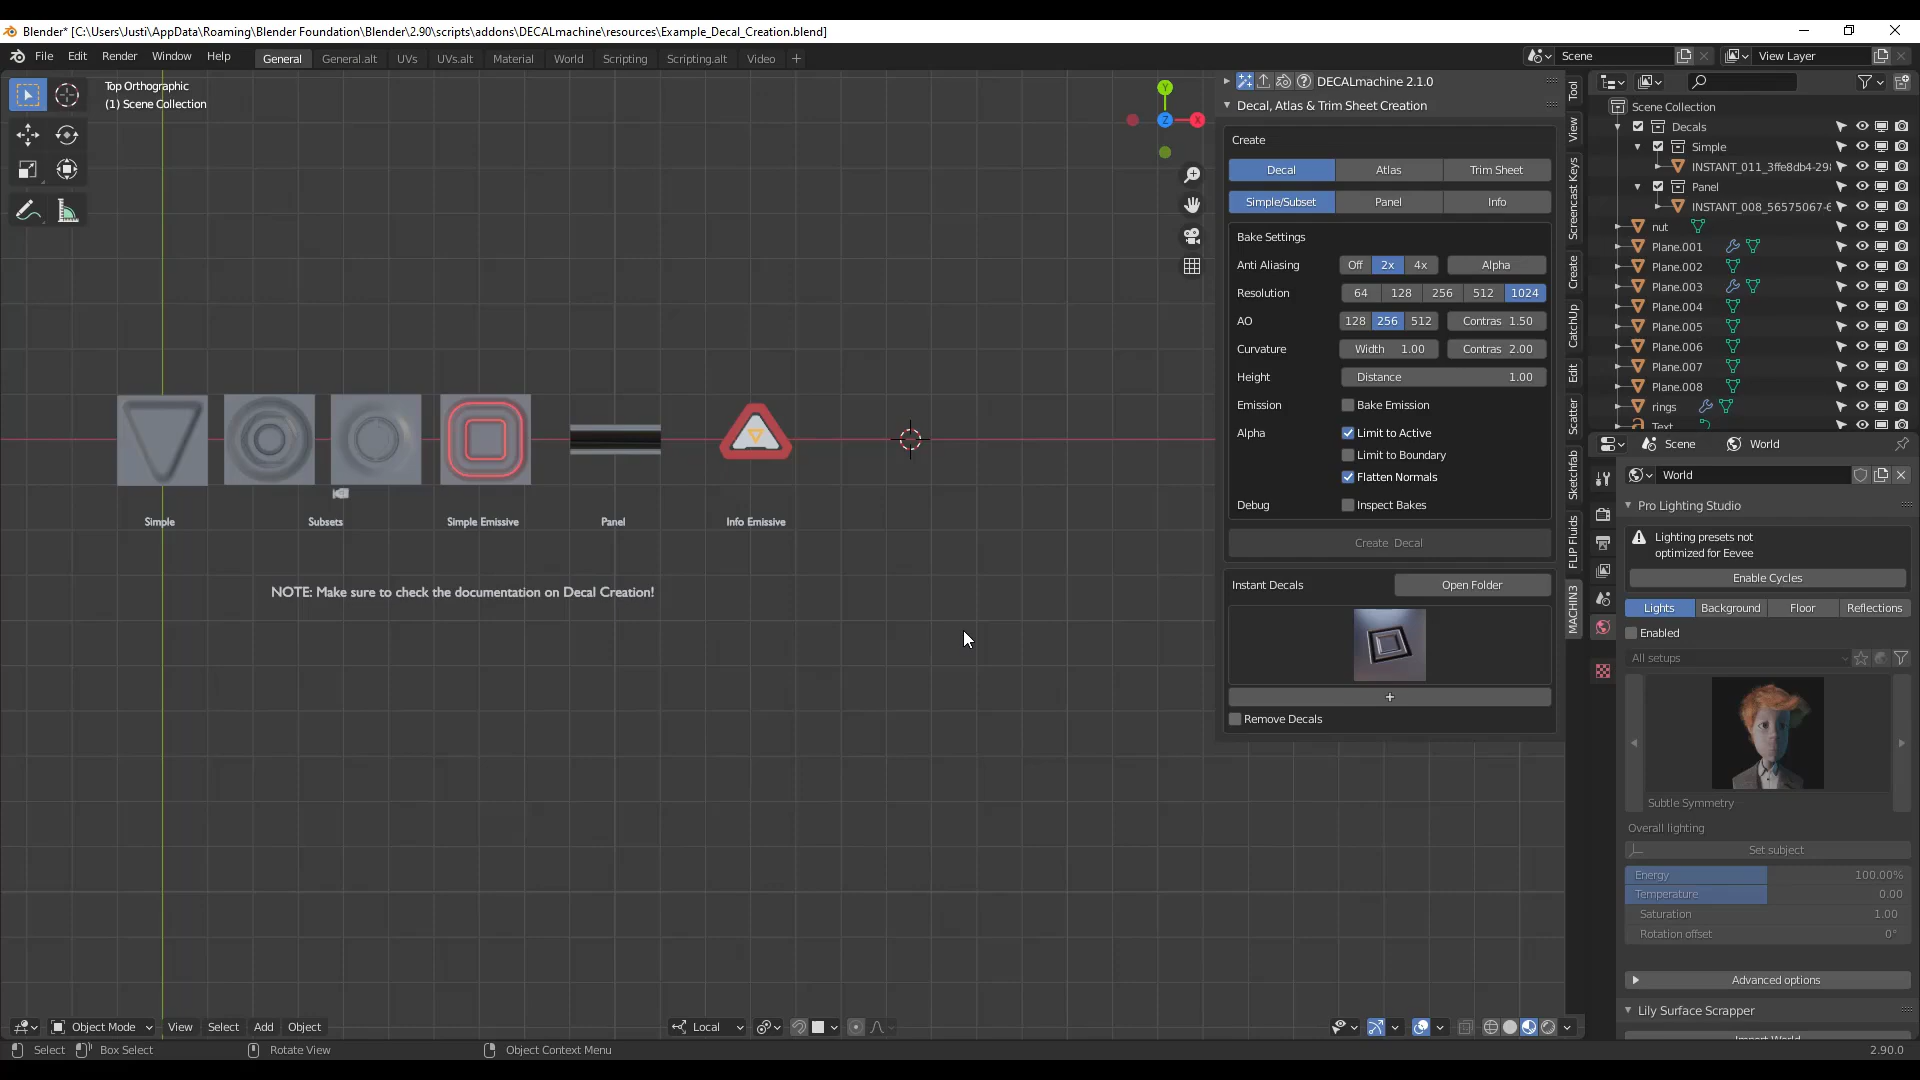 Blender* [C:\Users\Justi\AppData\Roaming\Blender Foundation\Blender\2.90\scripts\addons\DECALmachine\resources\Example_Decal_Creation.blend]
File Edit Render Window Help General General.alt UVs UVs.alt Material World Scripting Scripting.alt Video + Scene View Layer
Top Orthographic
(1) Scene Collection
Y
Z
X
Simple
Subsets
Simple Emissive
Panel
Info Emissive
NOTE: Make sure to check the documentation on Decal Creation!
DECALmachine 2.1.0
Decal, Atlas & Trim Sheet Creation
Create
Decal Atlas Trim Sheet
Simple/Subset Panel Info
Bake Settings
Anti Aliasing Off 2x 4x Alpha
Resolution 64 128 256 512 1024
AO 128 256 512 Contras 1.50
Curvature Width 1.00 Contras 2.00
Height Distance 1.00
Emission Bake Emission
Alpha Limit to Active
Limit to Boundary
Flatten Normals
Debug Inspect Bakes
Create Decal
Instant Decals Open Folder
+
Remove Decals
Tool
View
Screencast Keys
Create
CatchUp
Edit
Scatter
Sketchfab
FLIP Fluids
MACHIN3
Scene Collection
Decals
Simple
INSTANT_011_3ffe8db4-298
Panel
INSTANT_008_56575067-6
nut
Plane.001
Plane.002
Plane.003
Plane.004
Plane.005
Plane.006
Plane.007
Plane.008
rings
Text
Scene World
World
Pro Lighting Studio
Lighting presets not
optimized for Eevee
Enable Cycles
Lights Background Floor Reflections
Enabled
All setups
Subtle Symmetry
Overall lighting
Set subject
Energy 100.00%
Temperature 0.00
Saturation 1.00
Rotation offset 0°
Advanced options
Lily Surface Scrapper
Import World
Object Mode View Select Add Object Local
Select Box Select Rotate View Object Context Menu 2.90.0